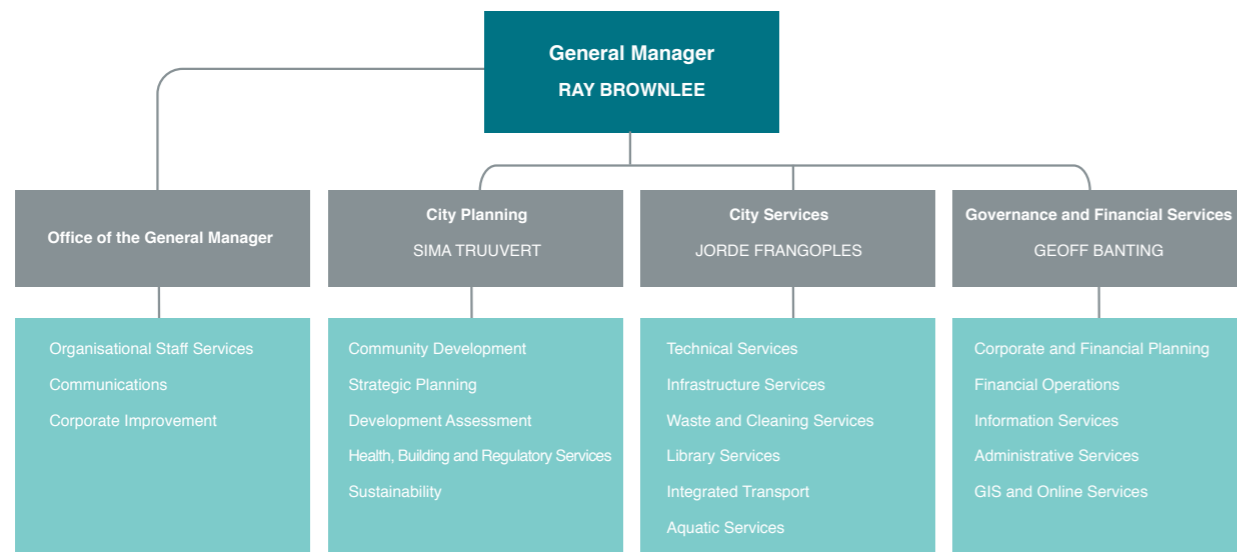 General Manager
RAY BROWNLEE
Office of the General Manager
City Planning
SIMA TRUUVERT
City Services
JORDE FRANGOPLES
Governance and Financial Services
GEOFF BANTING
Organisational Staff Services
Communications
Corporate Improvement
Community Development
Strategic Planning
Development Assessment
Health, Building and Regulatory Services
Sustainability
Technical Services
Infrastructure Services
Waste and Cleaning Services
Library Services
Integrated Transport
Aquatic Services
Corporate and Financial Planning
Financial Operations
Information Services
Administrative Services
GIS and Online Services